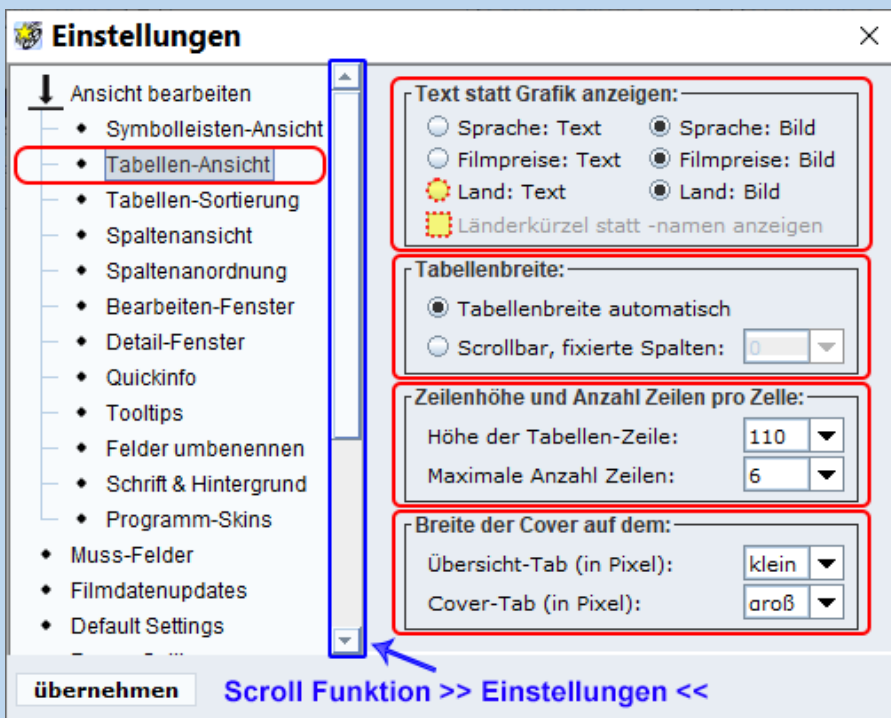 Einstellungen
Ansicht bearbeiten
Symbolleisten-Ansicht
Tabellen-Ansicht
Tabellen-Sortierung
Spaltenansicht
Spaltenanordnung
Bearbeiten-Fenster
Detail-Fenster
Quickinfo
Tooltips
Felder umbenennen
Schrift & Hintergrund
Programm-Skins
Muss-Felder
Filmdatenupdates
Default Settings
Text statt Grafik anzeigen:
Sprache: Text Sprache: Bild
Filmpreise: Text Filmpreise: Bild
Land: Text Land: Bild
Länderkürzel statt -namen anzeigen
Tabellenbreite:
Tabellenbreite automatisch
Scrollbar, fixierte Spalten: 0
Zeilenhöhe und Anzahl Zeilen pro Zelle:
Höhe der Tabellen-Zeile: 110
Maximale Anzahl Zeilen: 6
Breite der Cover auf dem:
Übersicht-Tab (in Pixel): klein
Cover-Tab (in Pixel): groß
übernehmen
Scroll Funktion >> Einstellungen <<